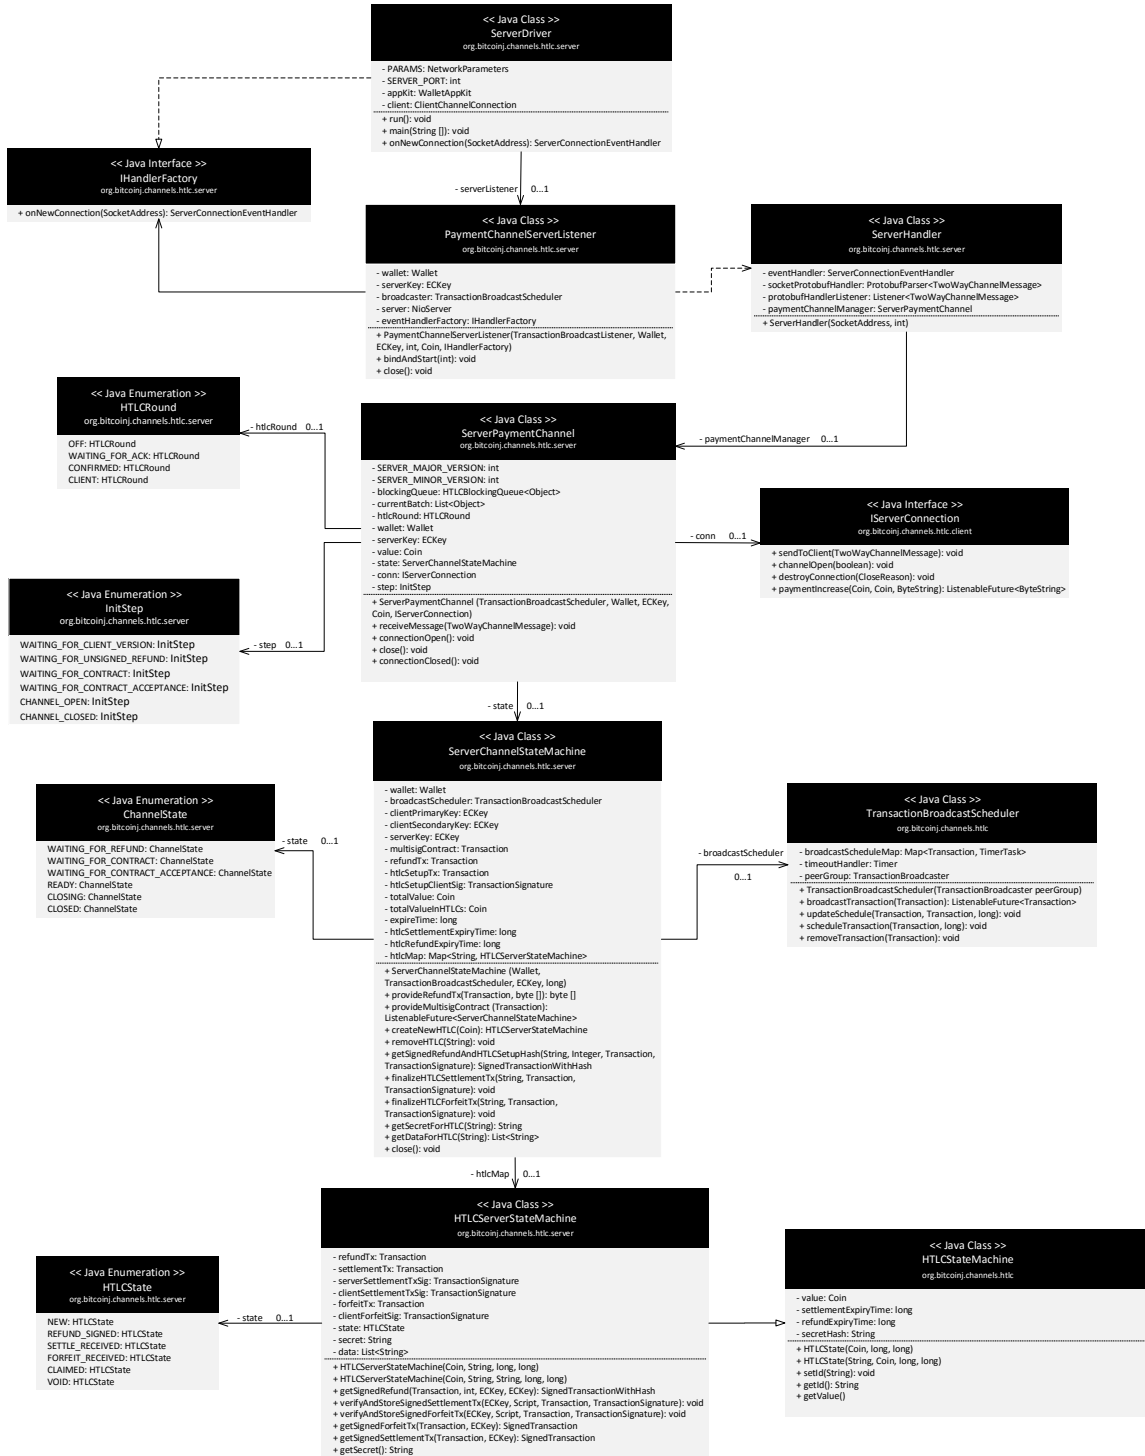 << Java Class >>
ServerDriver
org.bitcoinj.channels.htlc.server
- PARAMS: NetworkParameters
- SERVER_PORT: int
- appKit: WalletAppKit
- client: ClientChannelConnection
+ run(): void
+ main(String []): void
+ onNewConnection(SocketAddress): ServerConnectionEventHandler
<< Java Interface >>
IHandlerFactory
org.bitcoinj.channels.htlc.server
+ onNewConnection(SocketAddress): ServerConnectionEventHandler
- serverListener 0...1
<< Java Class >>
PaymentChannelServerListener
org.bitcoinj.channels.htlc.server
- wallet: Wallet
- serverKey: ECKey
- broadcaster: TransactionBroadcastScheduler
- server: NioServer
- eventHandlerFactory: IHandlerFactory
+ PaymentChannelServerListener(TransactionBroadcastListener, Wallet,
ECKey, int, Coin, IHandlerFactory)
+ bindAndStart(int): void
+ close(): void
<< Java Class >>
ServerHandler
org.bitcoinj.channels.htlc.server
- eventHandler: ServerConnectionEventHandler
- socketProtobufHandler: ProtobufParser<TwoWayChannelMessage>
- protobufHandlerListener: Listener<TwoWayChannelMessage>
- paymentChannelManager: ServerPaymentChannel
+ ServerHandler(SocketAddress, int)
<< Java Enumeration >>
HTLCRound
org.bitcoinj.channels.htlc.server
OFF: HTLCRound
WAITING_FOR_ACK: HTLCRound
CONFIRMED: HTLCRound
CLIENT: HTLCRound
- htlcRound 0...1
- paymentChannelManager 0...1
<< Java Class >>
ServerPaymentChannel
org.bitcoinj.channels.htlc.server
- SERVER_MAJOR_VERSION: int
- SERVER_MINOR_VERSION: int
- blockingQueue: HTLCBlockingQueue<Object>
- currentBatch: List<Object>
- htlcRound: HTLCRound
- wallet: Wallet
- serverKey: ECKey
- value: Coin
- state: ServerChannelStateMachine
- conn: IServerConnection
- step: InitStep
+ ServerPaymentChannel (TransactionBroadcastScheduler, Wallet, ECKey,
Coin, IServerConnection)
+ receiveMessage(TwoWayChannelMessage): void
+ connectionOpen(): void
+ close(): void
+ connectionClosed(): void
- conn 0...1
<< Java Interface >>
IServerConnection
org.bitcoinj.channels.htlc.client
+ sendToClient(TwoWayChannelMessage): void
+ channelOpen(boolean): void
+ destroyConnection(CloseReason): void
+ paymentIncrease(Coin, Coin, ByteString): ListenableFuture<ByteString>
<< Java Enumeration >>
InitStep
org.bitcoinj.channels.htlc.server
WAITING_FOR_CLIENT_VERSION: InitStep
WAITING_FOR_UNSIGNED_REFUND: InitStep
WAITING_FOR_CONTRACT: InitStep
WAITING_FOR_CONTRACT_ACCEPTANCE: InitStep
CHANNEL_OPEN: InitStep
CHANNEL_CLOSED: InitStep
- step 0...1
- state 0...1
<< Java Class >>
ServerChannelStateMachine
org.bitcoinj.channels.htlc.server
- wallet: Wallet
- broadcastScheduler: TransactionBroadcastScheduler
- clientPrimaryKey: ECKey
- clientSecondaryKey: ECKey
- serverKey: ECKey
- multisigContract: Transaction
- refundTx: Transaction
- htlcSetupTx: Transaction
- htlcSetupClientSig: TransactionSignature
- totalValue: Coin
- totalValueInHTLCs: Coin
- expireTime: long
- htlcSettlementExpiryTime: long
- htlcRefundExpiryTime: long
- htlcMap: Map<String, HTLCServerStateMachine>
+ ServerChannelStateMachine (Wallet,
TransactionBroadcastScheduler, ECKey, long)
+ provideRefundTx(Transaction, byte []): byte []
+ provideMultisigContract (Transaction):
ListenableFuture<ServerChannelStateMachine>
+ createNewHTLC(Coin): HTLCServerStateMachine
+ removeHTLC(String): void
+ getSignedRefundAndHTLCSetupHash(String, Integer, Transaction,
TransactionSignature): SignedTransactionWithHash
+ finalizeHTLCSettlementTx(String, Transaction,
TransactionSignature): void
+ finalizeHTLCForfeitTx(String, Transaction,
TransactionSignature): void
+ getSecretForHTLC(String): String
+ getDataForHTLC(String): List<String>
+ close(): void
<< Java Enumeration >>
ChannelState
org.bitcoinj.channels.htlc.server
WAITING_FOR_REFUND: ChannelState
WAITING_FOR_CONTRACT: ChannelState
WAITING_FOR_CONTRACT_ACCEPTANCE: ChannelState
READY: ChannelState
CLOSING: ChannelState
CLOSED: ChannelState
- state 0...1
- broadcastScheduler
0...1
<< Java Class >>
TransactionBroadcastScheduler
org.bitcoinj.channels.htlc
- broadcastScheduleMap: Map<Transaction, TimerTask>
- timeoutHandler: Timer
- peerGroup: TransactionBroadcaster
+ TransactionBroadcastScheduler(TransactionBroadcaster peerGroup)
+ broadcastTransaction(Transaction): ListenableFuture<Transaction>
+ updateSchedule(Transaction, Transaction, long): void
+ scheduleTransaction(Transaction, long): void
+ removeTransaction(Transaction): void
- htlcMap 0...1
<< Java Class >>
HTLCServerStateMachine
org.bitcoinj.channels.htlc.server
- refundTx: Transaction
- settlementTx: Transaction
- serverSettlementTxSig: TransactionSignature
- clientSettlementTxSig: TransactionSignature
- forfeitTx: Transaction
- clientForfeitSig: TransactionSignature
- state: HTLCState
- secret: String
- data: List<String>
+ HTLCServerStateMachine(Coin, String, long, long)
+ HTLCServerStateMachine(Coin, String, String, long, long)
+ getSignedRefund(Transaction, int, ECKey, ECKey): SignedTransactionWithHash
+ verifyAndStoreSignedSettlementTx(ECKey, Script, Transaction, TransactionSignature): void
+ verifyAndStoreSignedForfeitTx(ECKey, Script, Transaction, TransactionSignature): void
+ getSignedForfeitTx(Transaction, ECKey): SignedTransaction
+ getSignedSettlementTx(Transaction, ECKey): SignedTransaction
+ getSecret(): String
<< Java Enumeration >>
HTLCState
org.bitcoinj.channels.htlc.server
NEW: HTLCState
REFUND_SIGNED: HTLCState
SETTLE_RECEIVED: HTLCState
FORFEIT_RECEIVED: HTLCState
CLAIMED: HTLCState
VOID: HTLCState
- state 0...1
<< Java Class >>
HTLCStateMachine
org.bitcoinj.channels.htlc
- value: Coin
- settlementExpiryTime: long
- refundExpiryTime: long
- secretHash: String
+ HTLCState(Coin, long, long)
+ HTLCState(String, Coin, long, long)
+ setId(String): void
+ getId(): String
+ getValue()